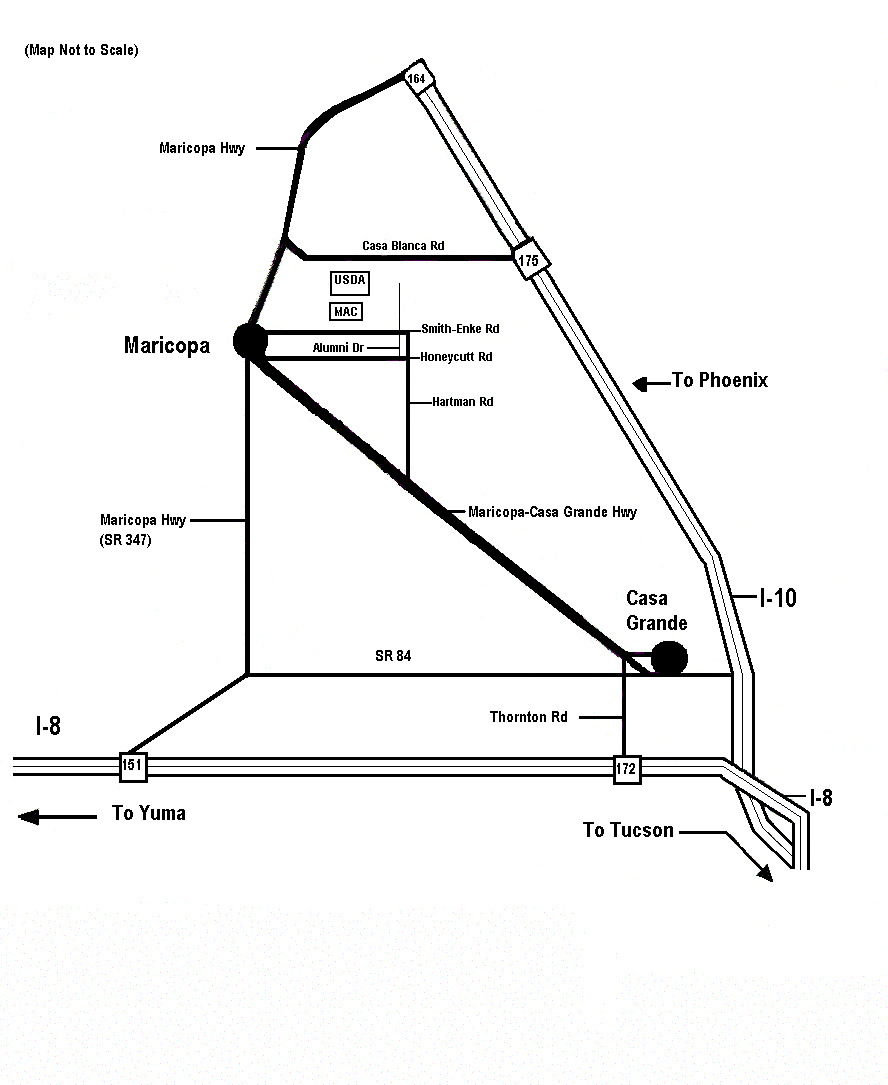 (Map Not to Scale)
164
Maricopa Hwy
Casa Blanca Rd
175
USDA
MAC
Smith-Enke Rd
Maricopa
Alumni Dr
Honeycutt Rd
To Phoenix
Hartman Rd
Maricopa-Casa Grande Hwy
Maricopa Hwy
(SR 347)
Casa
Grande
I-10
SR 84
Thornton Rd
I-8
151
172
I-8
To Yuma
To Tucson